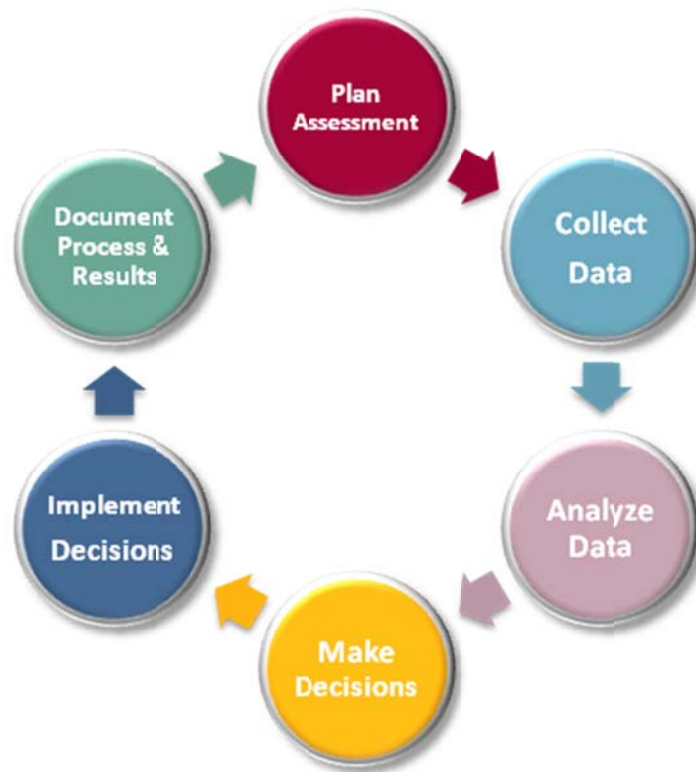 Plan
Assessment
Collect
Data
Analyze
Data
Make
Decisions
Implement
Decisions
Document
Process &
Results